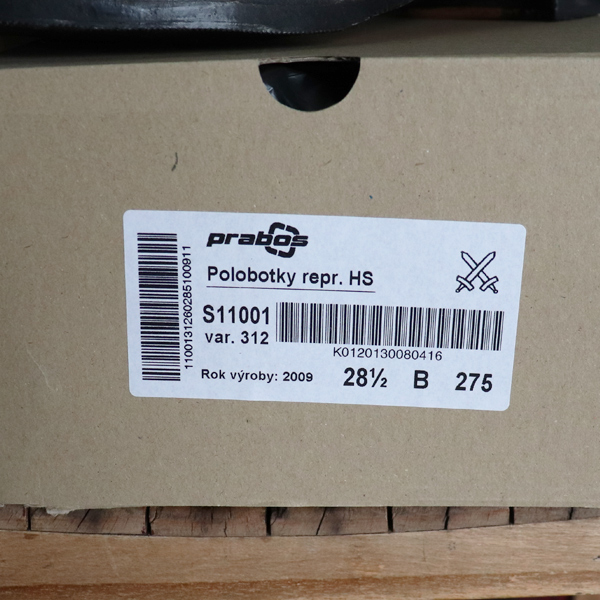 prabos
Polobotky repr. HS
S11001
var. 312
K0120130080416
Rok výroby: 2009 28½ B 275
1100131260285100911